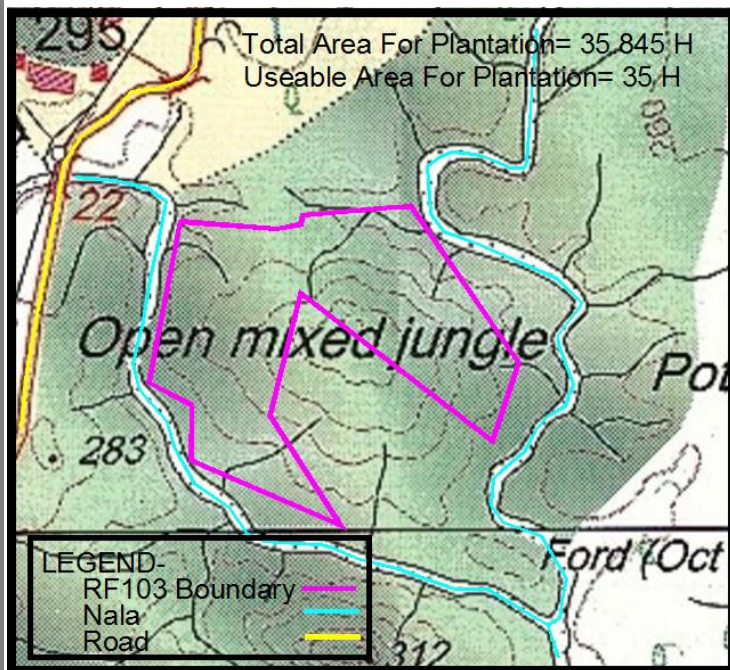 295
Total Area For Plantation= 35.845 H
Useable Area For Plantation= 35 H
280
22
Open mixed jungle
Pot
283
LEGEND-
RF103 Boundary
Nala
Road
Ford (Oct
312